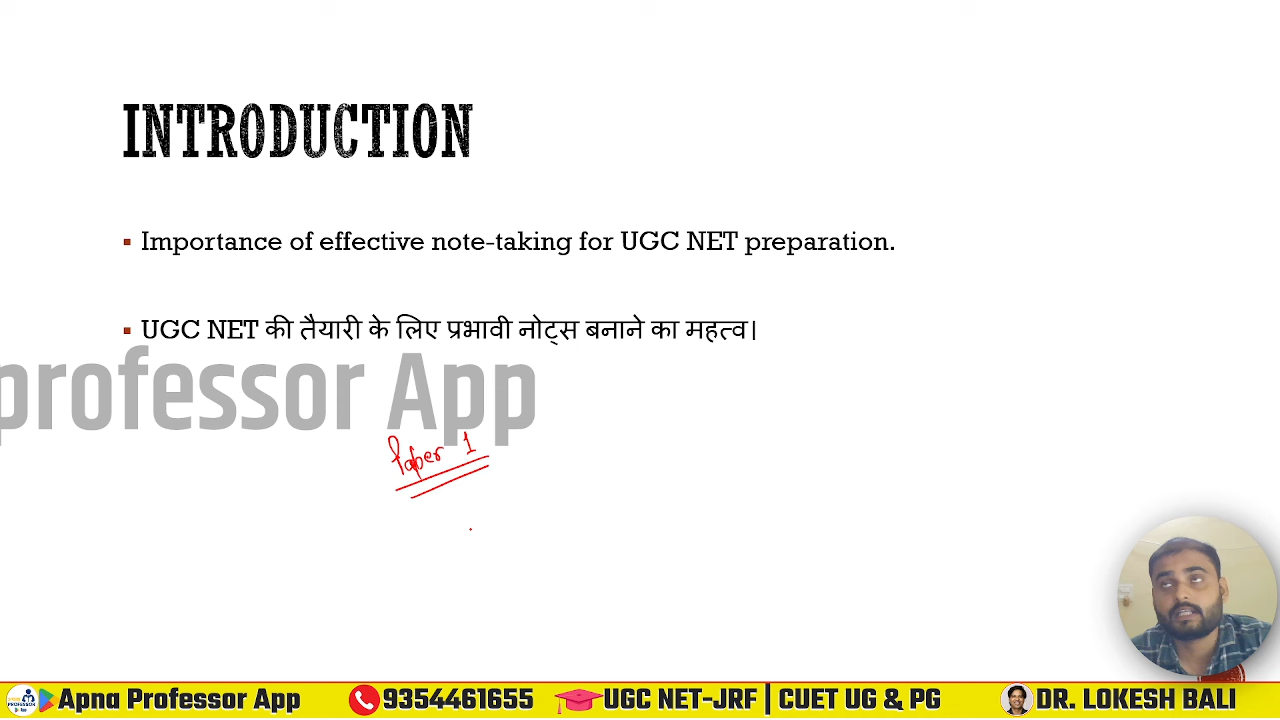 INTRODUCTION
Importance of effective note-taking for UGC NET preparation.
UGC NET की तैयारी के लिए प्रभावी नोट्स बनाने का महत्व।
professor App
Paper 1
Apna Professor App 9354461655 UGC NET-JRF | CUET UG & PG DR. LOKESH BALI